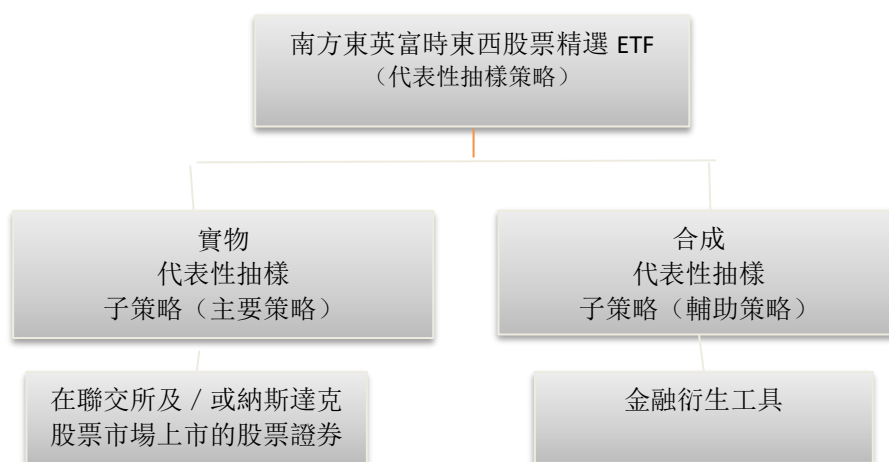 南方東英富時東西股票精選 ETF
（代表性抽樣策略）
實物
代表性抽樣
子策略（主要策略）
合成
代表性抽樣
子策略（輔助策略）
在聯交所及／或納斯達克
股票市場上市的股票證券
金融衍生工具